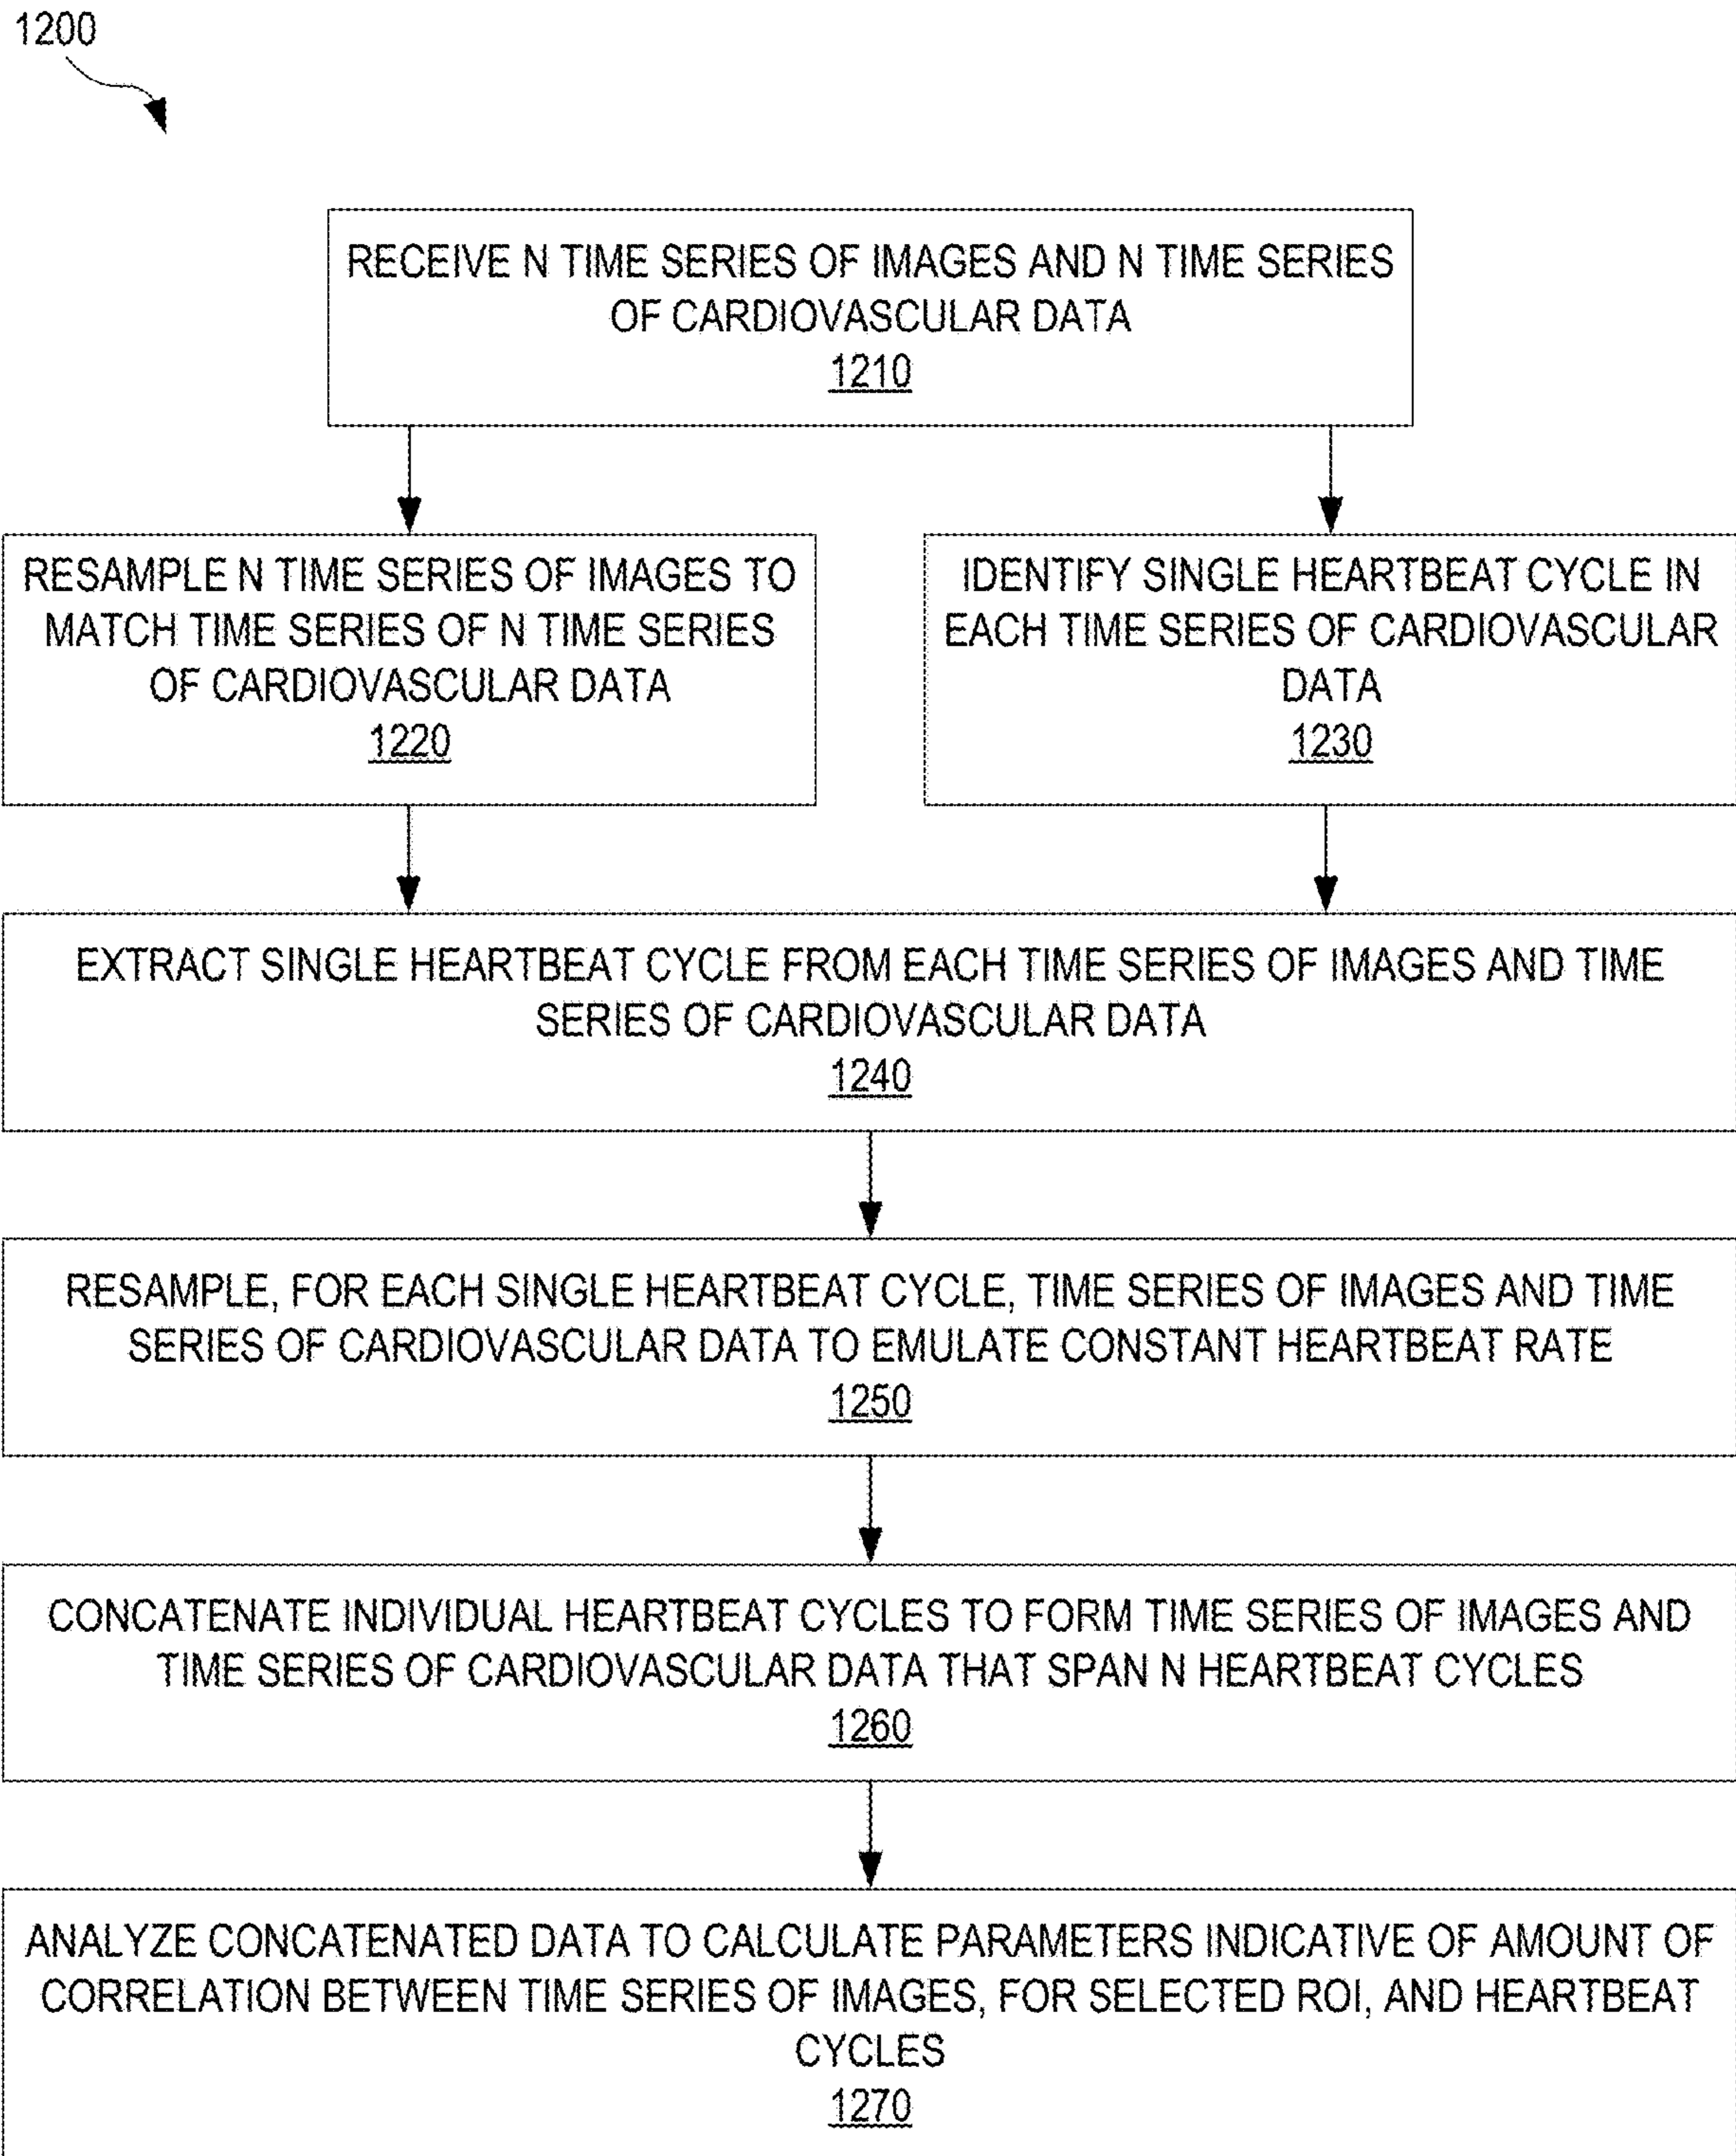 1200
RECEIVE N TIME SERIES OF IMAGES AND N TIME SERIES
OF CARDIOVASCULAR DATA
1210
RESAMPLE N TIME SERIES OF IMAGES TO
MATCH TIME SERIES OF N TIME SERIES
OF CARDIOVASCULAR DATA
1220
IDENTIFY SINGLE HEARTBEAT CYCLE IN
EACH TIME SERIES OF CARDIOVASCULAR
DATA
1230
EXTRACT SINGLE HEARTBEAT CYCLE FROM EACH TIME SERIES OF IMAGES AND TIME
SERIES OF CARDIOVASCULAR DATA
1240
RESAMPLE, FOR EACH SINGLE HEARTBEAT CYCLE, TIME SERIES OF IMAGES AND TIME
SERIES OF CARDIOVASCULAR DATA TO EMULATE CONSTANT HEARTBEAT RATE
1250
CONCATENATE INDIVIDUAL HEARTBEAT CYCLES TO FORM TIME SERIES OF IMAGES AND
TIME SERIES OF CARDIOVASCULAR DATA THAT SPAN N HEARTBEAT CYCLES
1260
ANALYZE CONCATENATED DATA TO CALCULATE PARAMETERS INDICATIVE OF AMOUNT OF
CORRELATION BETWEEN TIME SERIES OF IMAGES, FOR SELECTED ROI, AND HEARTBEAT
CYCLES
1270